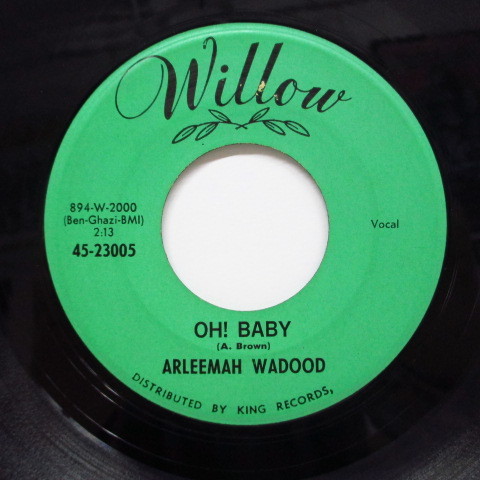 Willow
894-W-2000
(Ben-Ghazi-BMI)
2:13
45-23005
Vocal
OH! BABY
(A. Brown)
ARLEEMAH WADOOD
DISTRIBUTED BY KING RECORDS,